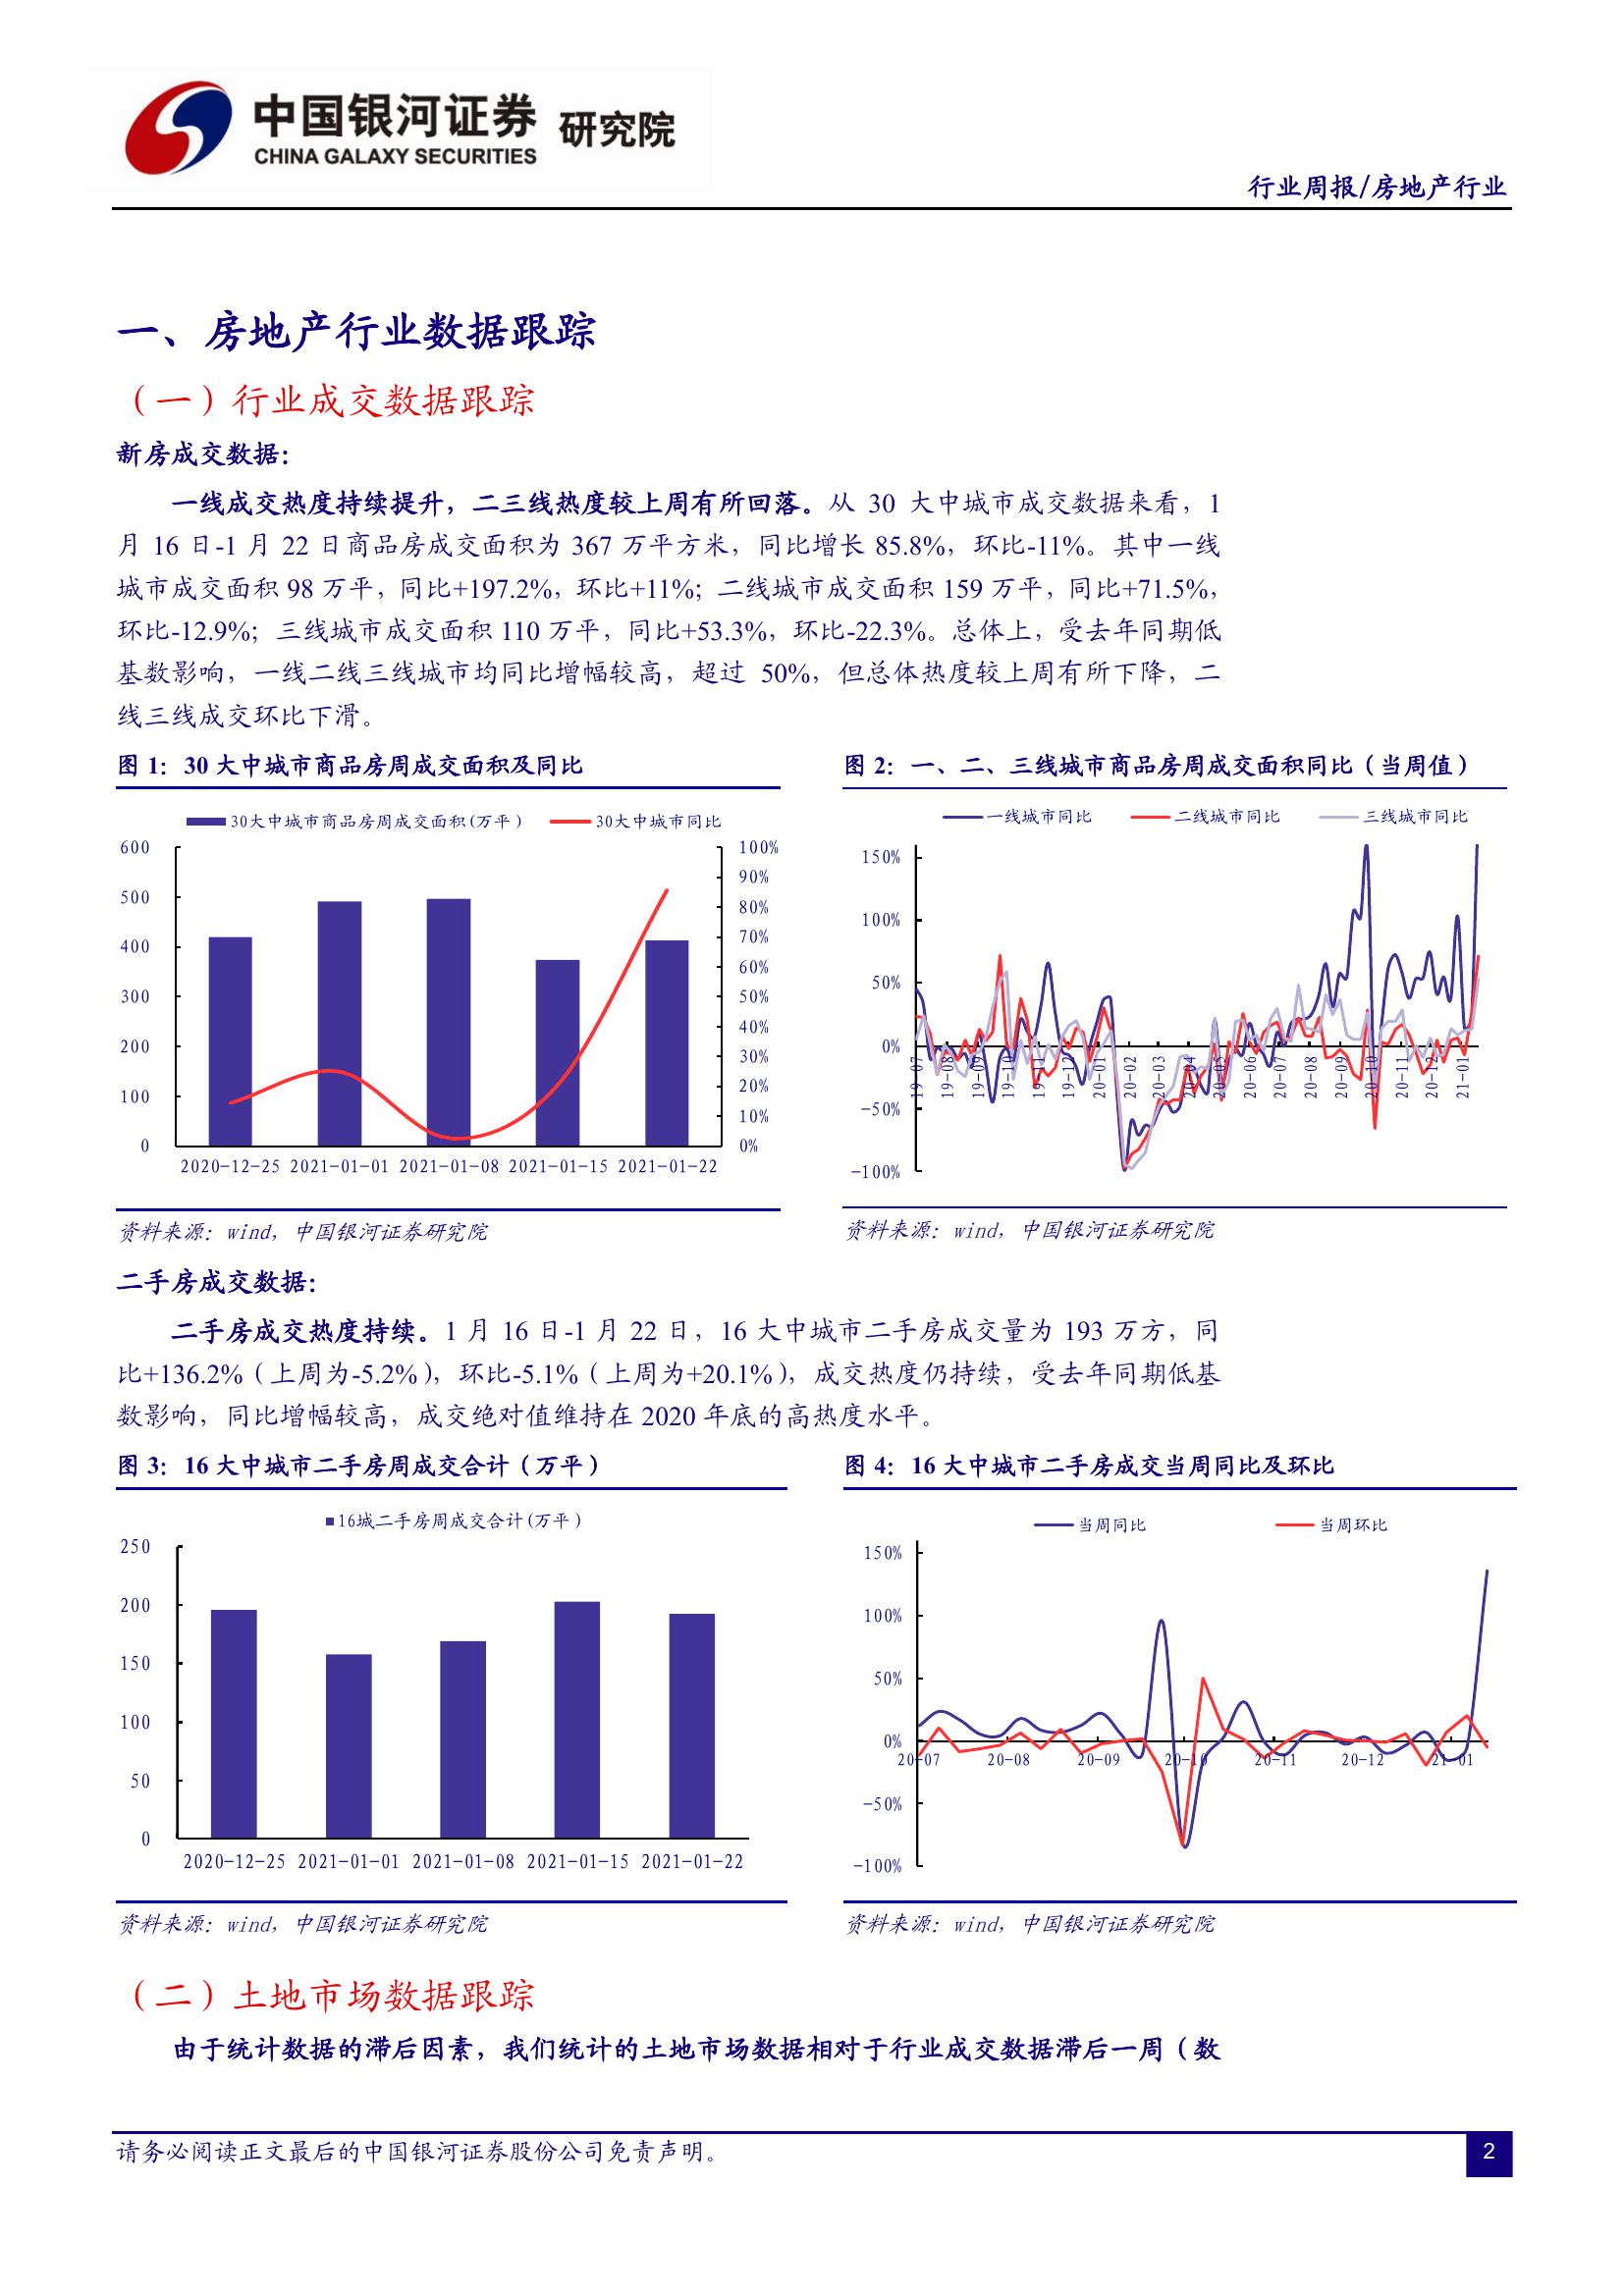 中国银河证券 研究院
CHINA GALAXY SECURITIES
行业周报/房地产行业
一、房地产行业数据跟踪
（一）行业成交数据跟踪
新房成交数据：
一线成交热度持续提升，二三线热度较上周有所回落。从 30 大中城市成交数据来看，1
月 16 日-1 月 22 日商品房成交面积为 367 万平方米，同比增长 85.8%，环比-11%。其中一线
城市成交面积 98 万平，同比+197.2%，环比+11%；二线城市成交面积 159 万平，同比+71.5%，
环比-12.9%；三线城市成交面积 110 万平，同比+53.3%，环比-22.3%。总体上，受去年同期低
基数影响，一线二线三线城市均同比增幅较高，超过 50%，但总体热度较上周有所下降，二
线三线成交环比下滑。
图 1：30 大中城市商品房周成交面积及同比
30大中城市商品房周成交面积(万平） 30大中城市同比
600
500
400
300
200
100
0
100%
90%
80%
70%
60%
50%
40%
30%
20%
10%
0%
2020-12-25 2021-01-01 2021-01-08 2021-01-15 2021-01-22
资料来源：wind，中国银河证券研究院
图 2：一、二、三线城市商品房周成交面积同比（当周值）
一线城市同比 二线城市同比 三线城市同比
150%
100%
50%
0%
-50%
-100%
19-07 19-08 19-09 19-10 19-11 19-12 20-01 20-02 20-03 20-04 20-05 20-06 20-07 20-08 20-09 20-10 20-11 20-12 21-01
资料来源：wind，中国银河证券研究院
二手房成交数据：
二手房成交热度持续。1 月 16 日-1 月 22 日，16 大中城市二手房成交量为 193 万方，同
比+136.2%（上周为-5.2%），环比-5.1%（上周为+20.1%），成交热度仍持续，受去年同期低基
数影响，同比增幅较高，成交绝对值维持在 2020 年底的高热度水平。
图 3：16 大中城市二手房周成交合计（万平）
16城二手房周成交合计(万平）
250
200
150
100
50
0
2020-12-25 2021-01-01 2021-01-08 2021-01-15 2021-01-22
资料来源：wind，中国银河证券研究院
图 4：16 大中城市二手房成交当周同比及环比
当周同比 当周环比
150%
100%
50%
0%
-50%
-100%
20-07 20-08 20-09 20-10 20-11 20-12 21-01
资料来源：wind，中国银河证券研究院
（二）土地市场数据跟踪
由于统计数据的滞后因素，我们统计的土地市场数据相对于行业成交数据滞后一周（数
请务必阅读正文最后的中国银河证券股份公司免责声明。
2